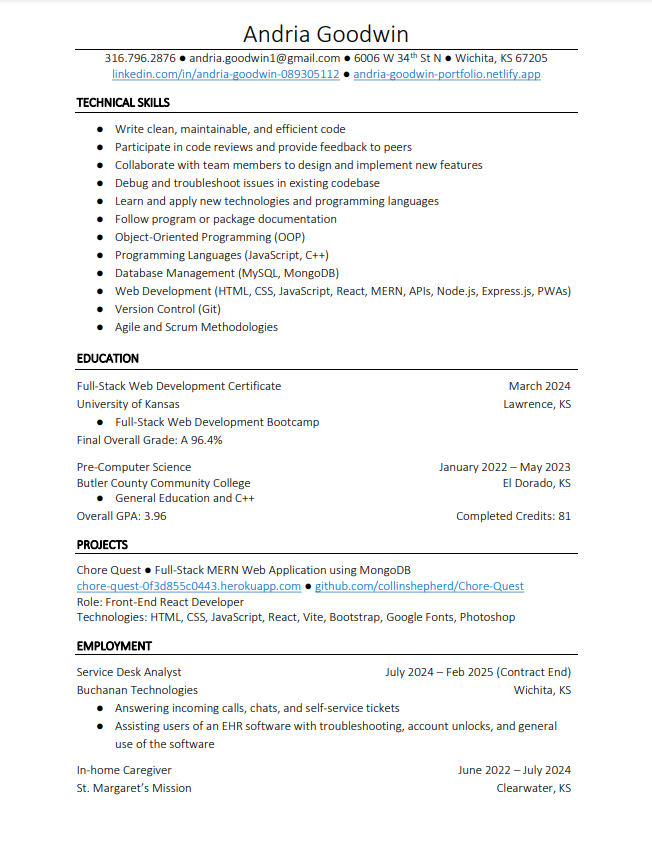 Andria Goodwin
316.796.2876 ● andria.goodwin1@gmail.com ● 6006 W 34th St N ● Wichita, KS 67205
linkedin.com/in/andria-goodwin-089305112 ● andria-goodwin-portfolio.netlify.app
TECHNICAL SKILLS
● Write clean, maintainable, and efficient code
● Participate in code reviews and provide feedback to peers
● Collaborate with team members to design and implement new features
● Debug and troubleshoot issues in existing codebase
● Learn and apply new technologies and programming languages
● Follow program or package documentation
● Object-Oriented Programming (OOP)
● Programming Languages (JavaScript, C++)
● Database Management (MySQL, MongoDB)
● Web Development (HTML, CSS, JavaScript, React, MERN, APIs, Node.js, Express.js, PWAs)
● Version Control (Git)
● Agile and Scrum Methodologies
EDUCATION
Full-Stack Web Development Certificate March 2024
University of Kansas Lawrence, KS
● Full-Stack Web Development Bootcamp
Final Overall Grade: A 96.4%
Pre-Computer Science January 2022 – May 2023
Butler County Community College El Dorado, KS
● General Education and C++
Overall GPA: 3.96 Completed Credits: 81
PROJECTS
Chore Quest ● Full-Stack MERN Web Application using MongoDB
chore-quest-0f3d855c0443.herokuapp.com ● github.com/collinshepherd/Chore-Quest
Role: Front-End React Developer
Technologies: HTML, CSS, JavaScript, React, Vite, Bootstrap, Google Fonts, Photoshop
EMPLOYMENT
Service Desk Analyst July 2024 – Feb 2025 (Contract End)
Buchanan Technologies Wichita, KS
● Answering incoming calls, chats, and self-service tickets
● Assisting users of an EHR software with troubleshooting, account unlocks, and general
use of the software
In-home Caregiver June 2022 – July 2024
St. Margaret's Mission Clearwater, KS